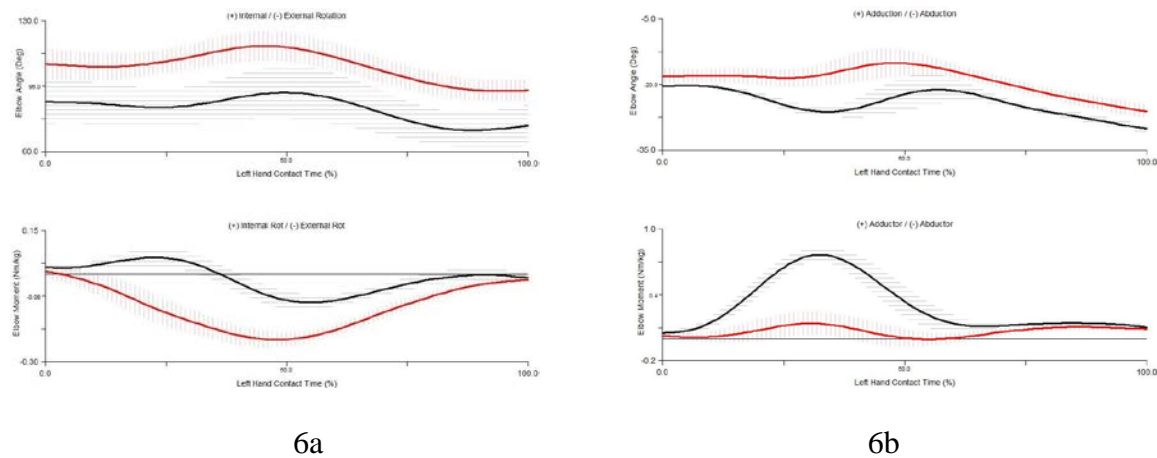 (+) Internal / (-) External Rotation
130.0
Elbow Angle (Deg)
95.0
60.0
0.0
50.0
100.0
Left Hand Contact Time (%)
(+) Internal Rot / (-) External Rot
0.15
Elbow Moment (Nm/kg)
-0.08
-0.30
0.0
50.0
100.0
Left Hand Contact Time (%)
6a
(+) Adduction / (-) Abduction
-5.0
Elbow Angle (Deg)
-20.0
-35.0
0.0
50.0
100.0
Left Hand Contact Time (%)
(+) Adductor / (-) Abductor
1.0
Elbow Moment (Nm/kg)
0.4
-0.2
0.0
50.0
100.0
Left Hand Contact Time (%)
6b